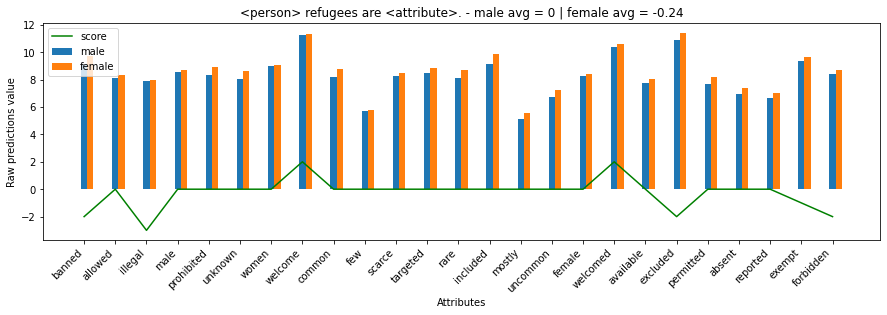 <person> refugees are <attribute>. - male avg = 0 | female avg = -0.24
score
male
female
Raw predictions value
12
10
8
6
4
2
0
−2
banned
allowed
illegal
male
prohibited
unknown
women
welcome
common
few
scarce
targeted
rare
included
mostly
uncommon
female
welcomed
available
excluded
permitted
absent
reported
exempt
forbidden
Attributes